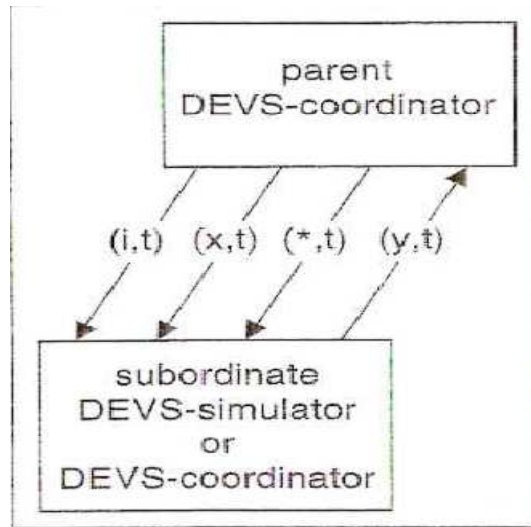 parent
DEVS-coordinator
(i,t) (x,t) (*,t) (y,t)
subordinate
DEVS-simulator
or
DEVS-coordinator